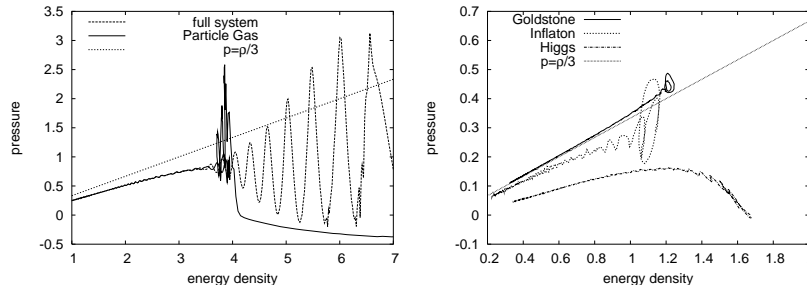 full system
Particle Gas
p=ρ/3
3.5
3
2.5
2
1.5
1
0.5
0
-0.5
pressure
1 2 3 4 5 6 7
energy density
Goldstone
Inflaton
Higgs
p=ρ/3
0.7
0.6
0.5
0.4
0.3
0.2
0.1
0
-0.1
pressure
0.2 0.4 0.6 0.8 1 1.2 1.4 1.6 1.8 2
energy density